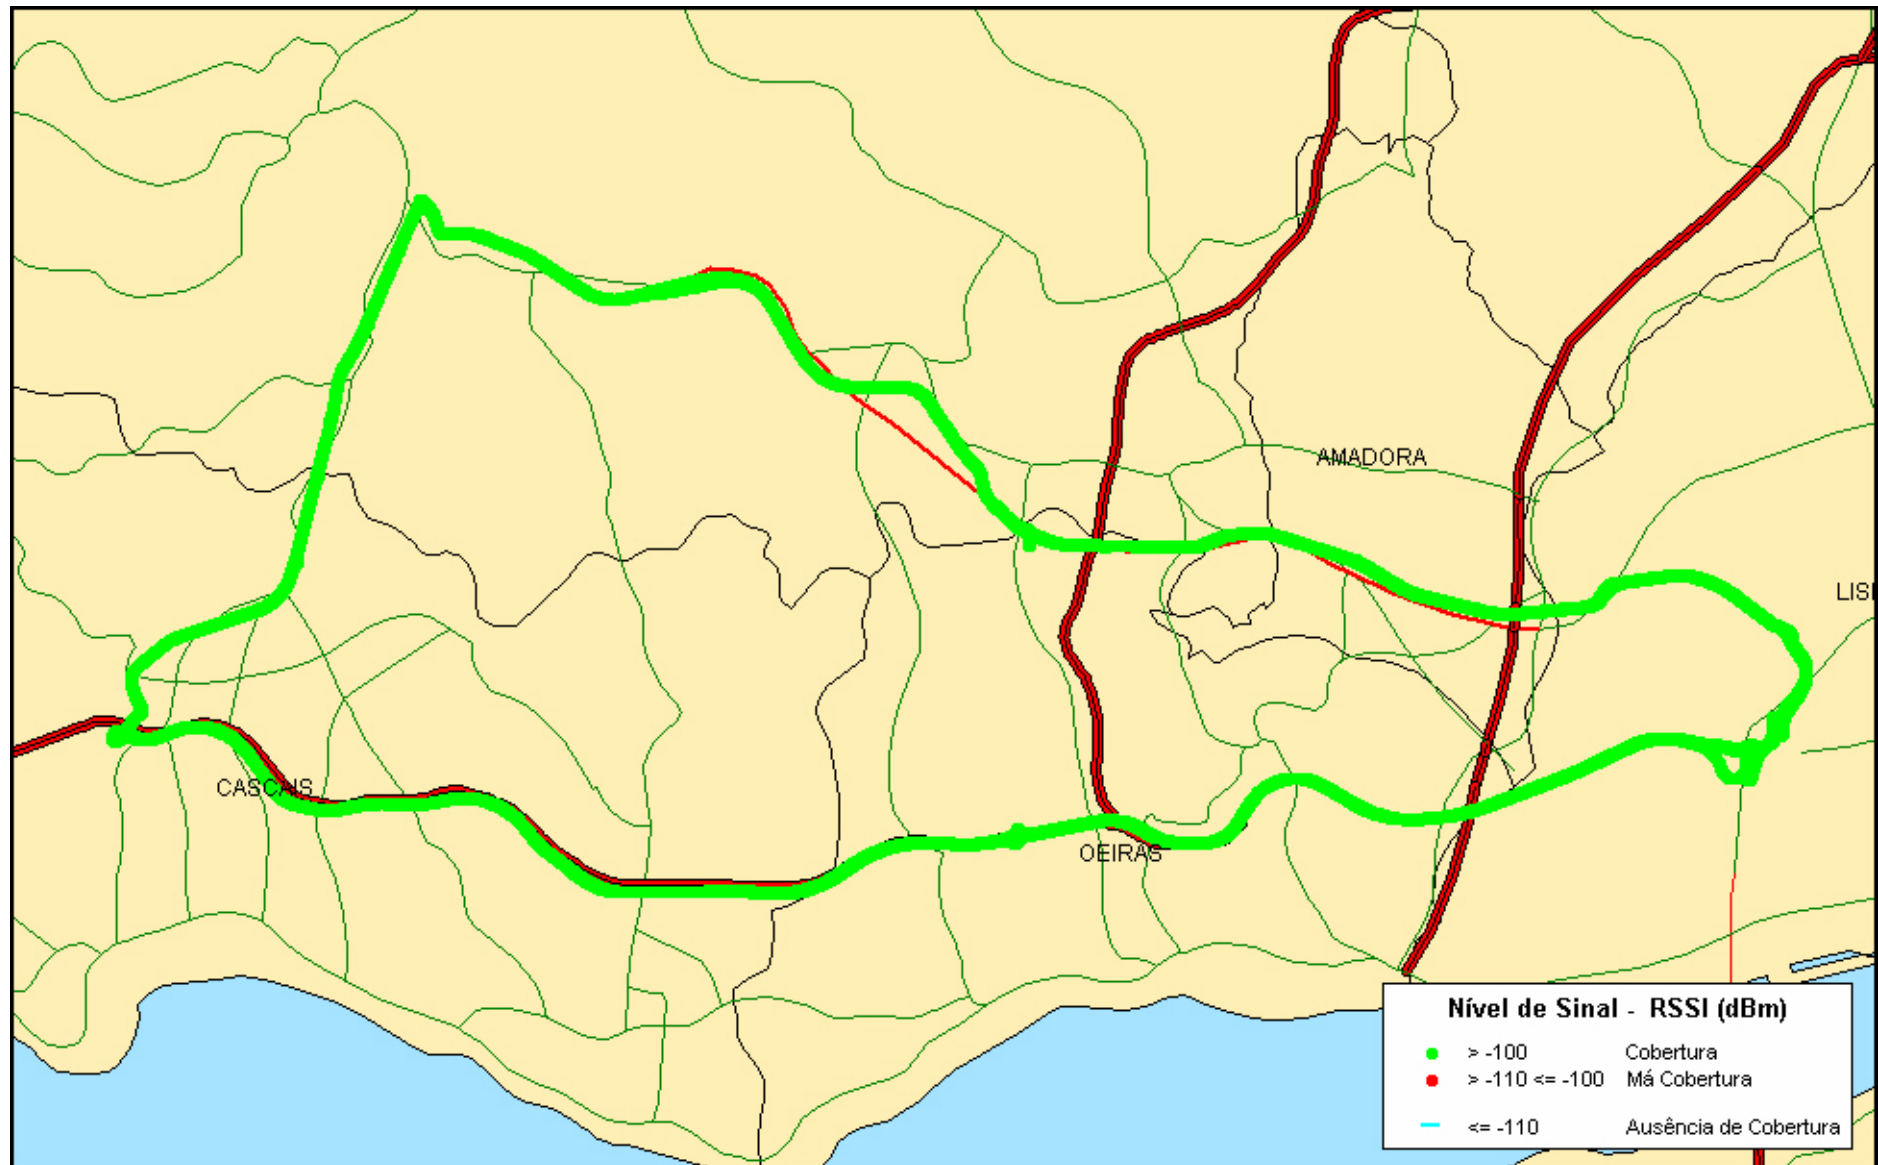 AMADORA
LIS
CASCAIS
OEIRAS
Nível de Sinal - RSSI (dBm)
> -100 Cobertura
> -110 <= -100 Má Cobertura
<= -110 Ausência de Cobertura